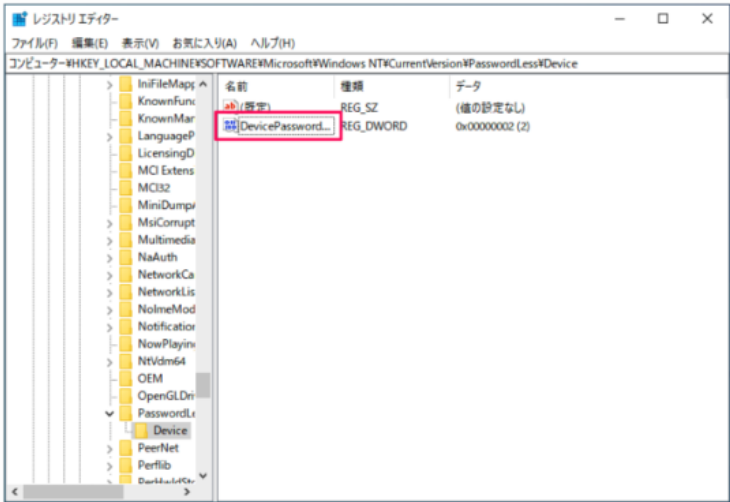 レジストリ エディター
ファイル(F) 編集(E) 表示(V) お気に入り(A) ヘルプ(H)
コンピューター¥HKEY_LOCAL_MACHINE¥SOFTWARE¥Microsoft¥Windows NT¥CurrentVersion¥PasswordLess¥Device
名前 種類 データ
ab (既定) REG_SZ (値の設定なし)
DevicePassword... REG_DWORD 0x00000002 (2)
IniFileMapp
KnownFunc
KnownMan
LanguageP
LicensingD
MCI Extens
MCI32
MiniDumpA
MsiCorrupt
Multimedia
NaAuth
NetworkCa
NetworkLis
NoImeMod
Notification
NowPlayin
NtVdm64
OEM
OpenGLDri
PasswordLe
Device
PeerNet
Perflib